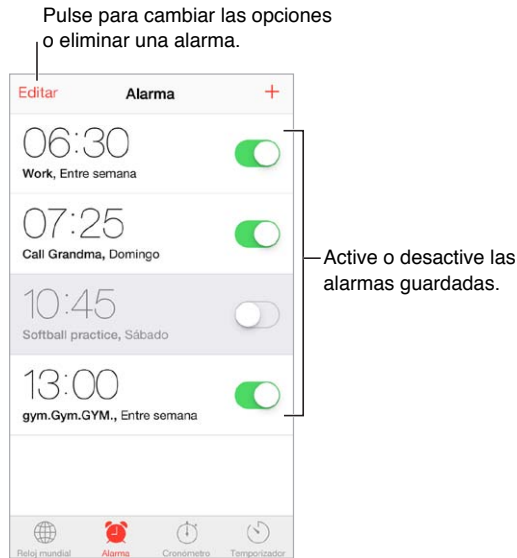 Pulse para cambiar las opciones
o eliminar una alarma.
Editar Alarma +
06:30
Work, Entre semana
07:25
Call Grandma, Domingo
Active o desactive las
alarmas guardadas.
10:45
Softball practice, Sábado
13:00
gym.Gym.GYM., Entre semana
Reloj mundial Alarma Cronómetro Temporizador